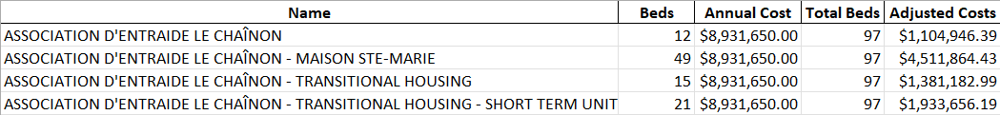 Name Beds Annual Cost Total Beds Adjusted Costs
ASSOCIATION D'ENTRAIDE LE CHAÎNON 12 $8,931,650.00 97 $1,104,946.39
ASSOCIATION D'ENTRAIDE LE CHAÎNON - MAISON STE-MARIE 49 $8,931,650.00 97 $4,511,864.43
ASSOCIATION D'ENTRAIDE LE CHAÎNON - TRANSITIONAL HOUSING 15 $8,931,650.00 97 $1,381,182.99
ASSOCIATION D'ENTRAIDE LE CHAÎNON - TRANSITIONAL HOUSING - SHORT TERM UNIT 21 $8,931,650.00 97 $1,933,656.19